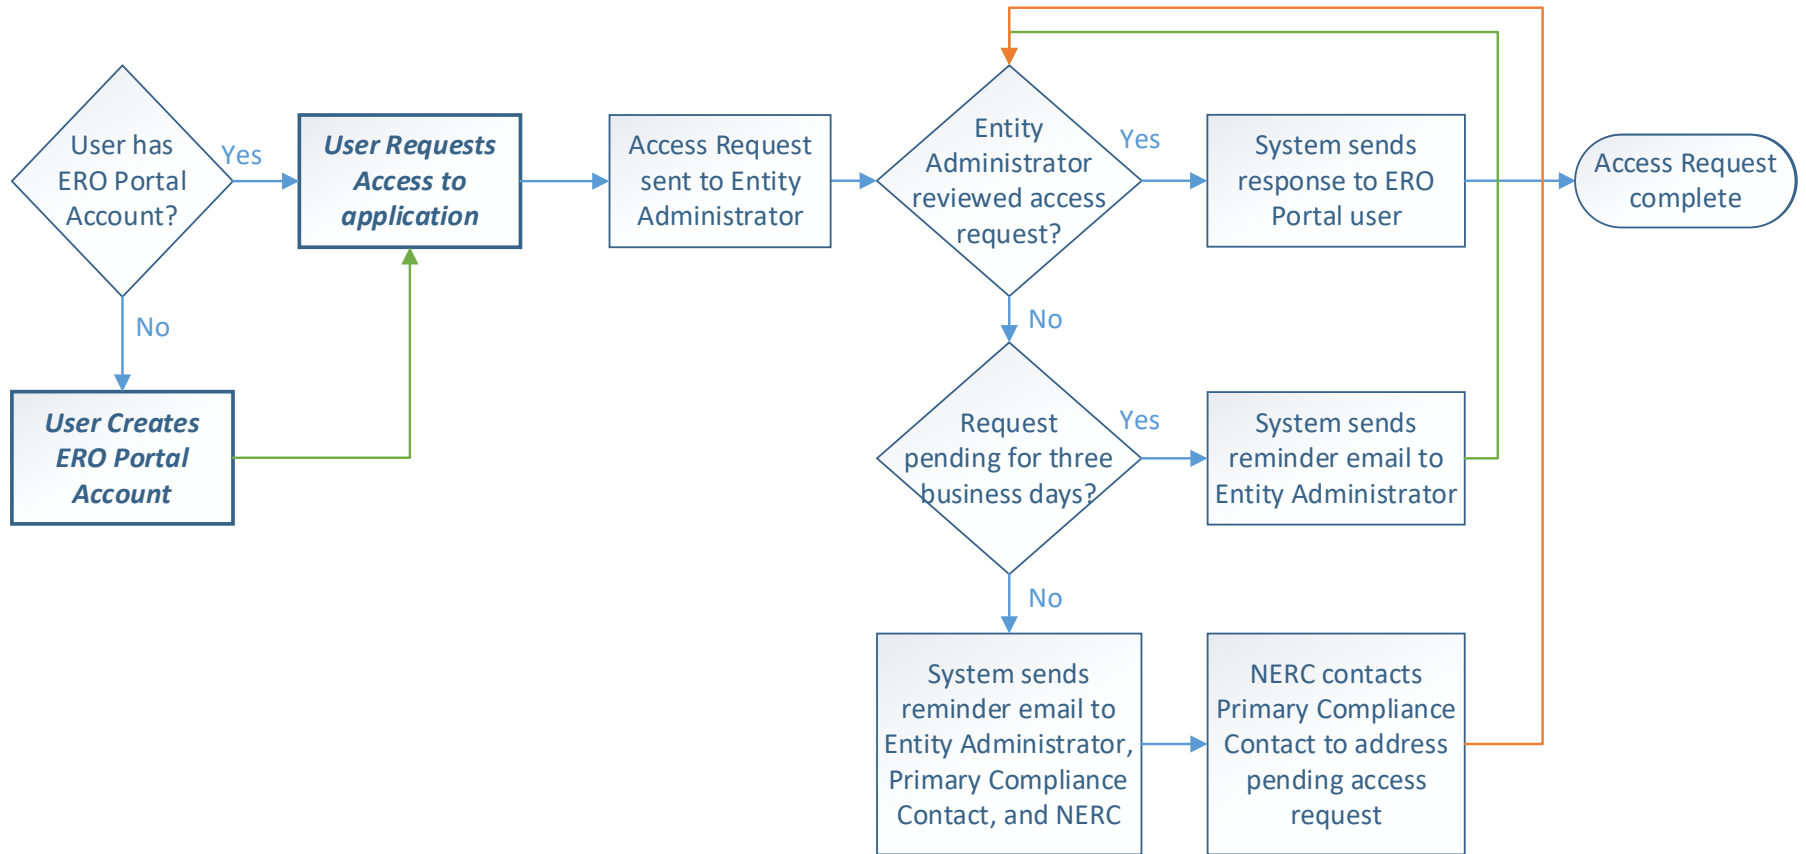 User has
ERO Portal
Account?
Yes
No
User Creates
ERO Portal
Account
User Requests
Access to
application
Access Request
sent to Entity
Administrator
Entity
Administrator
reviewed access
request?
Yes
No
System sends
response to ERO
Portal user
Access Request
complete
Request
pending for three
business days?
Yes
No
System sends
reminder email to
Entity Administrator
System sends
reminder email to
Entity Administrator,
Primary Compliance
Contact, and NERC
NERC contacts
Primary Compliance
Contact to address
pending access
request